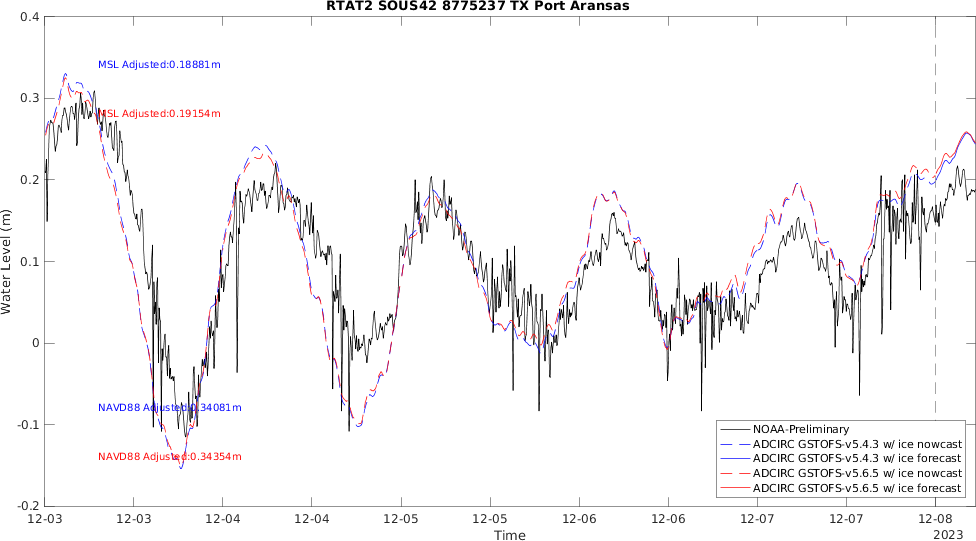 RTAT2 SOUS42 8775237 TX Port Aransas
0.4
0.3
0.2
0.1
0
-0.1
-0.2
Water Level (m)
MSL Adjusted:0.18881m
MSL Adjusted:0.19154m
NAVD88 Adjusted:0.34081m
NAVD88 Adjusted:0.34354m
NOAA-Preliminary
ADCIRC GSTOFS-v5.4.3 w/ ice nowcast
ADCIRC GSTOFS-v5.4.3 w/ ice forecast
ADCIRC GSTOFS-v5.6.5 w/ ice nowcast
ADCIRC GSTOFS-v5.6.5 w/ ice forecast
12-03 12-03 12-04 12-04 12-05 12-05 12-06 12-06 12-07 12-07 12-08
Time
2023